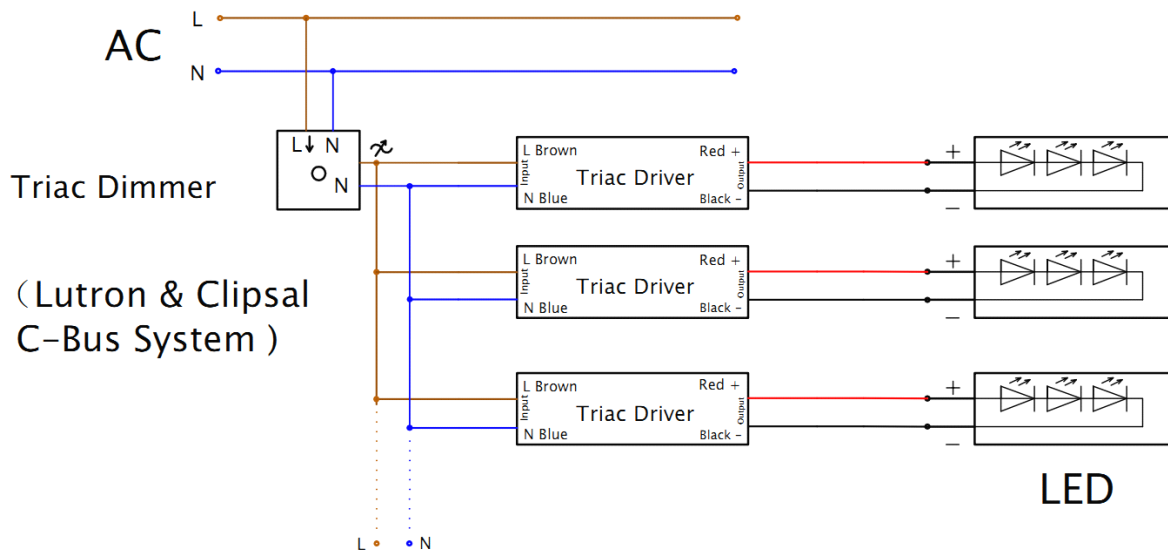 L
AC
N
L N
N
Triac Dimmer
（Lutron & Clipsal
C-Bus System )
L Brown
Input
N Blue
Triac Driver
Red +
Output
Black -
+
－
L Brown
Input
N Blue
Triac Driver
Red +
Output
Black -
+
－
L Brown
Input
N Blue
Triac Driver
Red +
Output
Black -
+
－
LED
L N